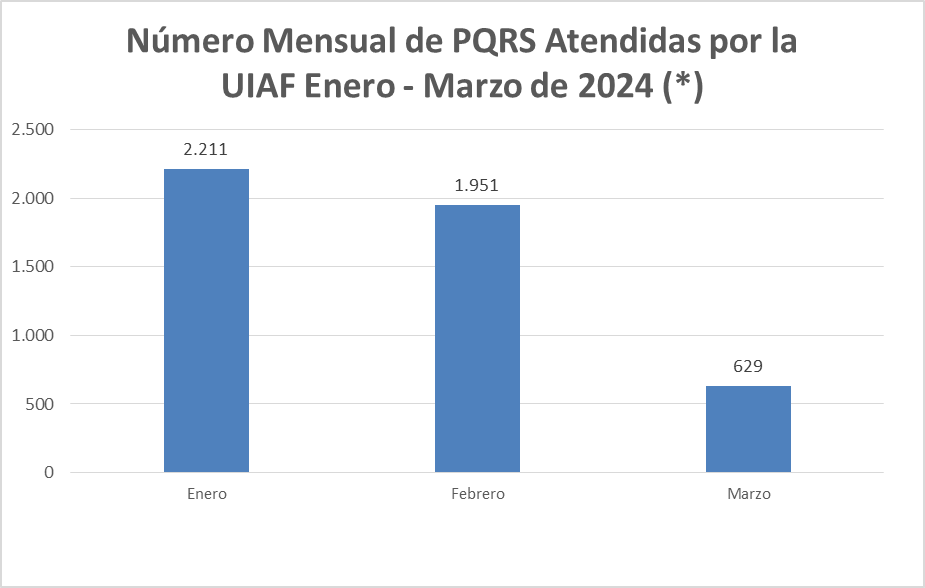 Número Mensual de PQRS Atendidas por la
UIAF Enero - Marzo de 2024 (*)
2.500
2.211
2.000
1.951
1.500
1.000
629
500
0
Enero
Febrero
Marzo